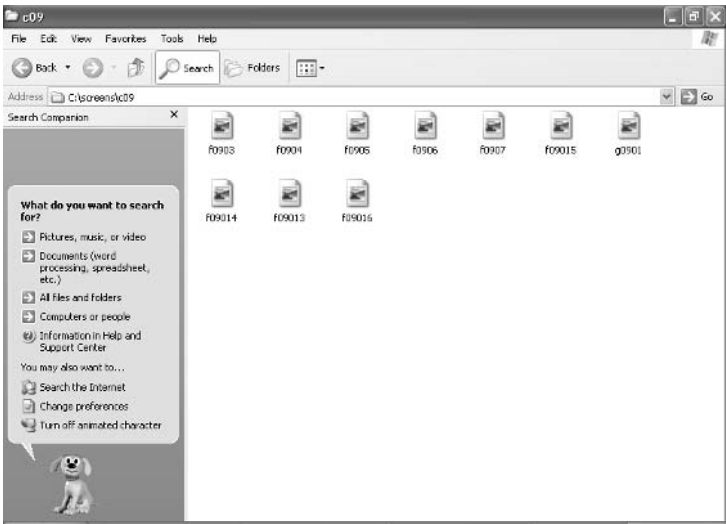 c09
File Edit View Favorites Tools Help
Back Search Folders
Address C:\screens\c09 Go
Search Companion
f0903 f0904 f0905 f0906 f0907 f09015 g0901
f09014 f09013 f09016
What do you want to search
for?
Pictures, music, or video
Documents (word
processing, spreadsheet,
etc.)
All files and folders
Computers or people
Information in Help and
Support Center
You may also want to...
Search the Internet
Change preferences
Turn off animated character